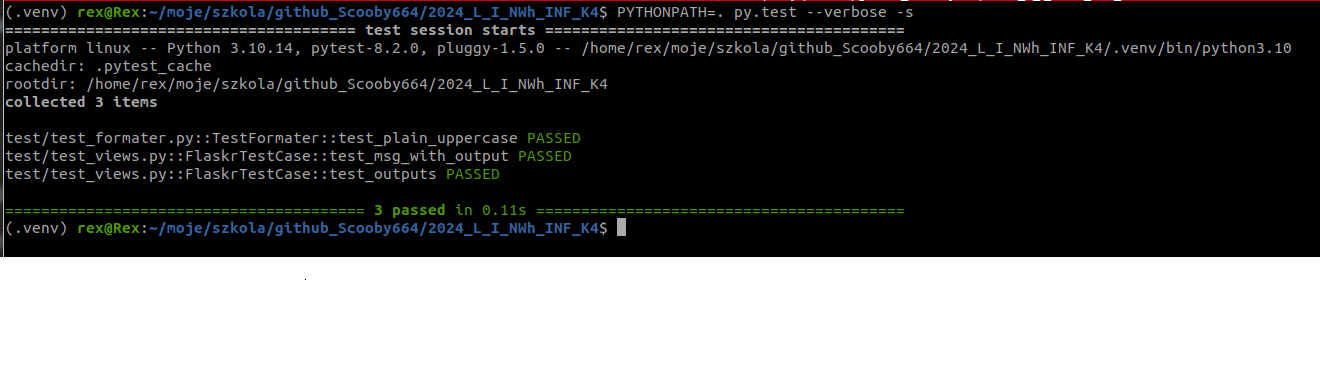 (.venv) rex@Rex:~/moje/szkola/github_Scooby664/2024_L_I_NWh_INF_K4$ PYTHONPATH=. py.test --verbose -s
======================================= test session starts ========================================
platform linux -- Python 3.10.14, pytest-8.2.0, pluggy-1.5.0 -- /home/rex/moje/szkola/github_Scooby664/2024_L_I_NWh_INF_K4/.venv/bin/python3.10
cachedir: .pytest_cache
rootdir: /home/rex/moje/szkola/github_Scooby664/2024_L_I_NWh_INF_K4
collected 3 items
test/test_formater.py::TestFormater::test_plain_uppercase PASSED
test/test_views.py::FlaskrTestCase::test_msg_with_output PASSED
test/test_views.py::FlaskrTestCase::test_outputs PASSED
======================================== 3 passed in 0.11s =========================================
(.venv) rex@Rex:~/moje/szkola/github_Scooby664/2024_L_I_NWh_INF_K4$